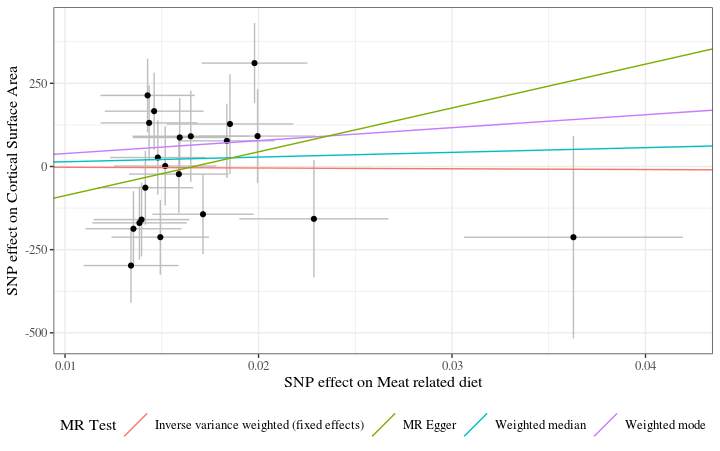 SNP effect on Cortical Surface Area
250
0
-250
-500
0.01 0.02 0.03 0.04
SNP effect on Meat related diet
MR Test Inverse variance weighted (fixed effects) MR Egger Weighted median Weighted mode